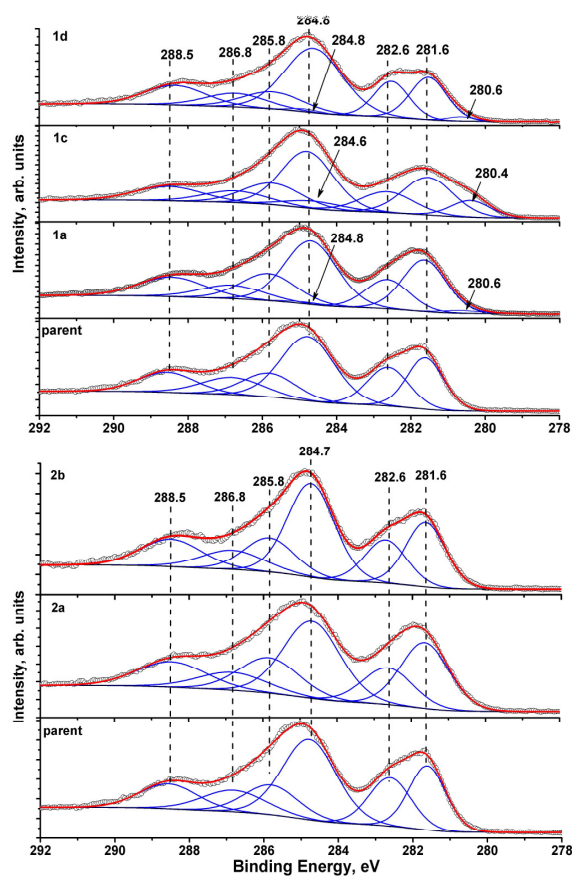 284.6
1d
288.5 286.8 285.8 284.8 282.6 281.6
280.6
1c
284.6
280.4
1a
284.8
280.6
parent
Intensity, arb. units
292 290 288 286 284 282 280 278
284.7
2b
288.5 286.8 285.8 282.6 281.6
2a
parent
Intensity, arb. units
292 290 288 286 284 282 280 278
Binding Energy, eV